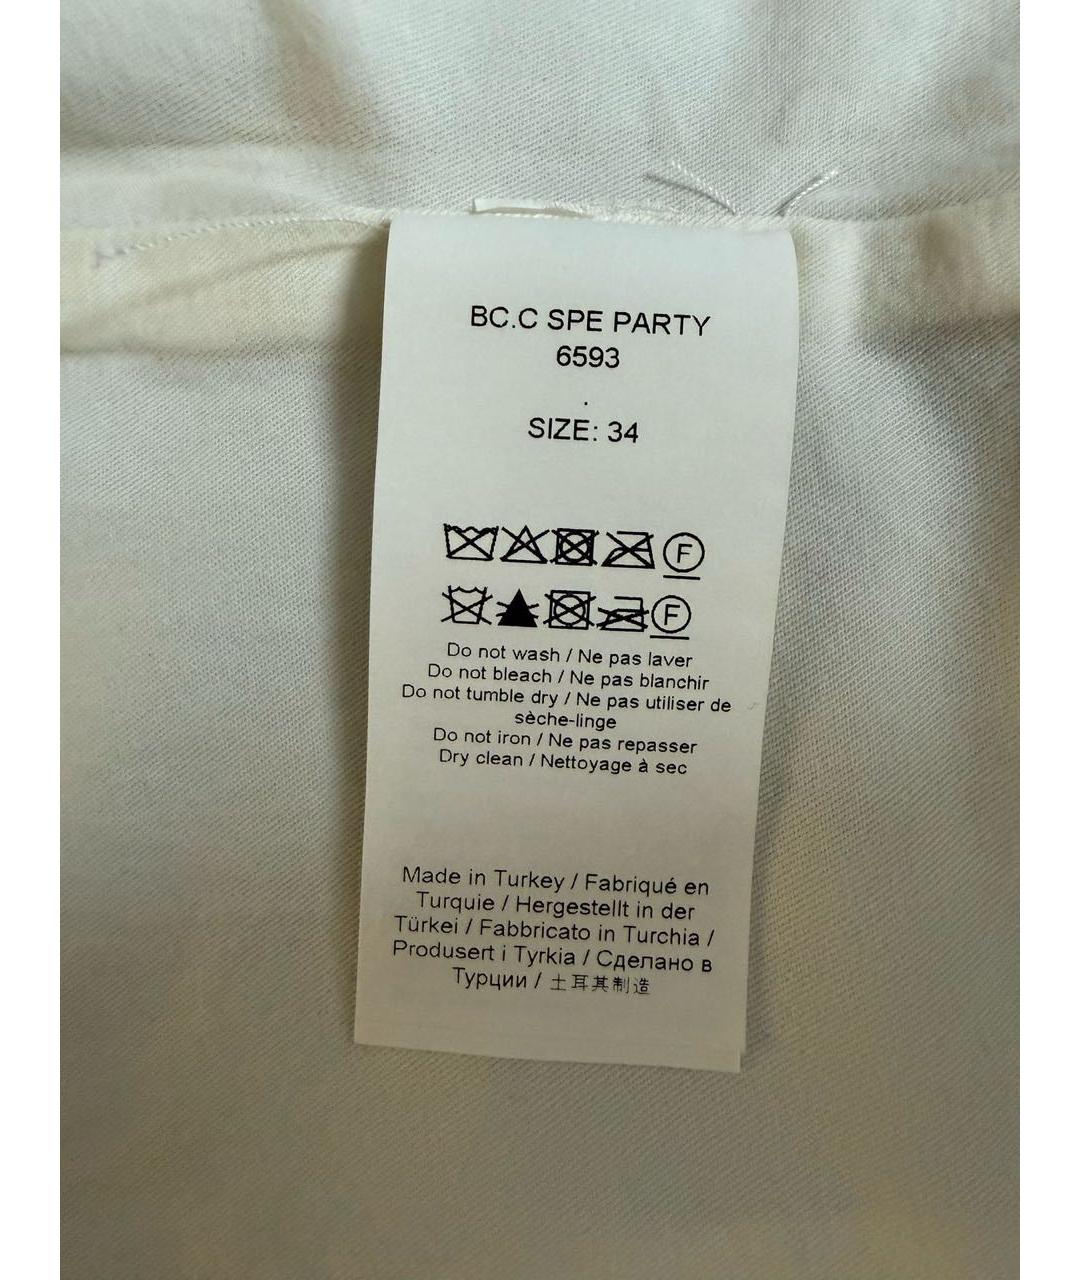 BC.C SPE PARTY
6593
.
SIZE: 34
F
F
Do not wash / Ne pas laver
Do not bleach / Ne pas blanchir
Do not tumble dry / Ne pas utiliser de
sèche-linge
Do not iron / Ne pas repasser
Dry clean / Nettoyage à sec
Made in Turkey / Fabriqué en
Turquie / Hergestellt in der
Türkei / Fabbricato in Turchia /
Produsert i Tyrkia / Сделано в
Турции / 土耳其制造